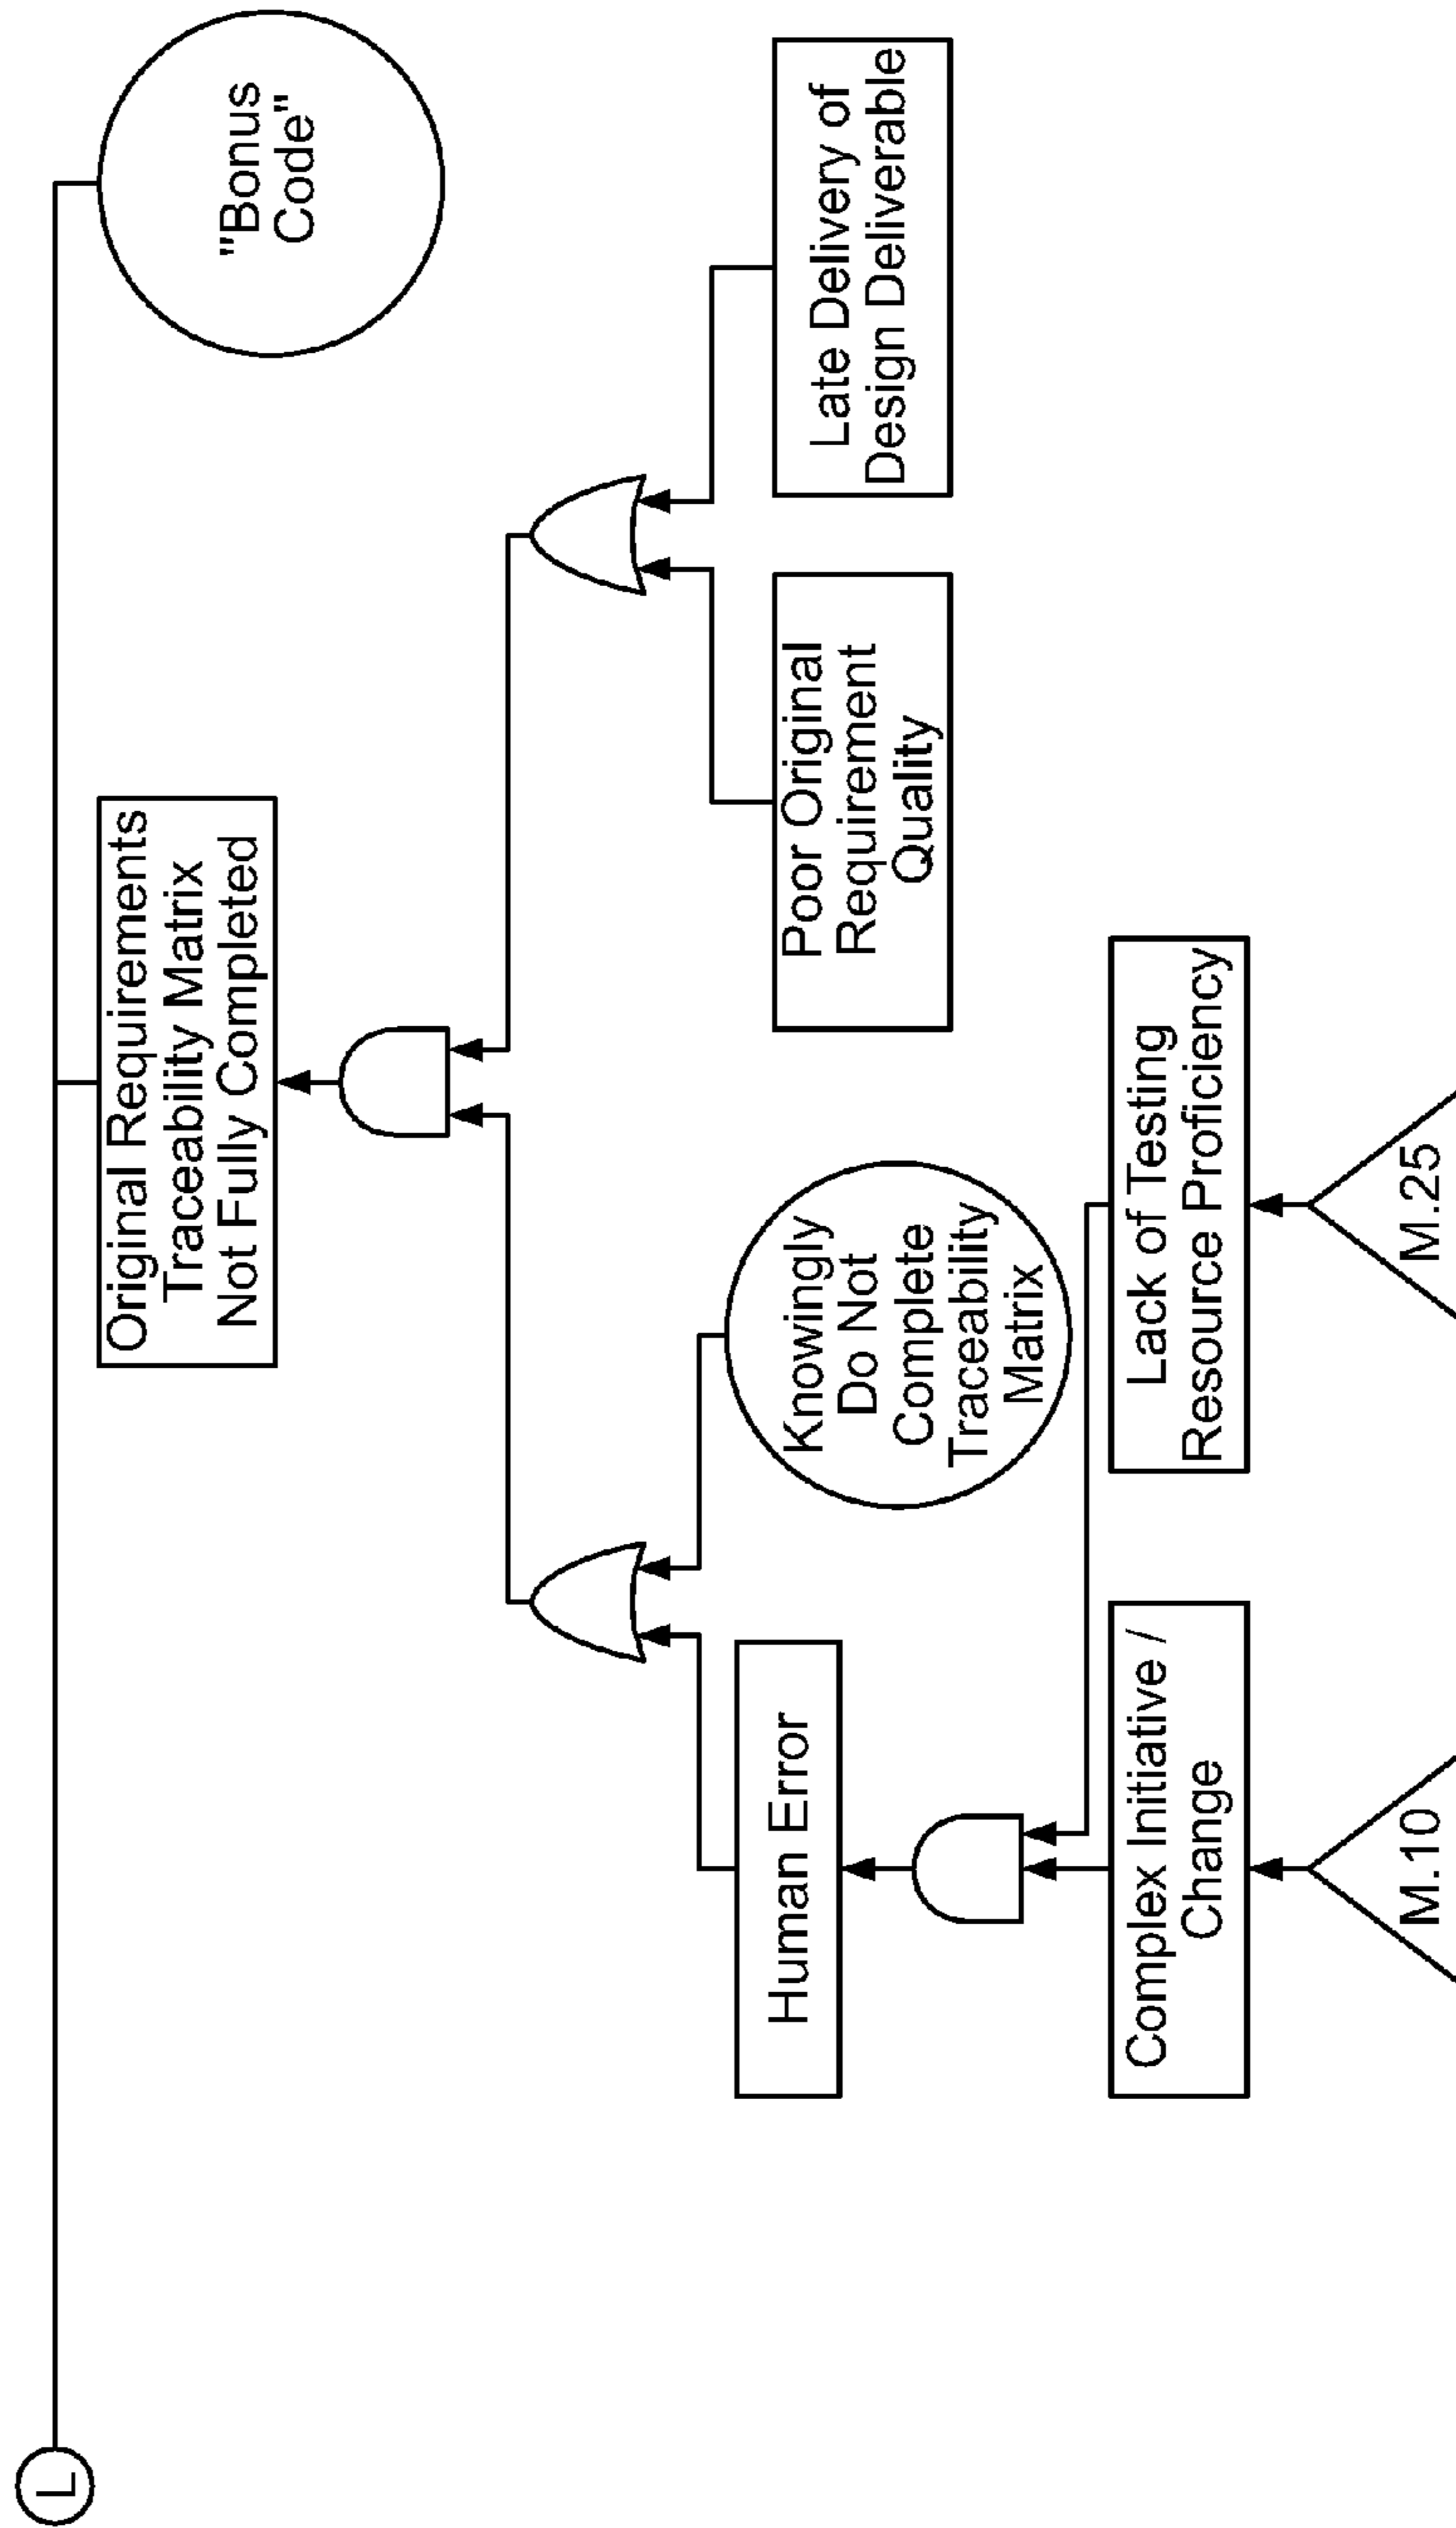 L
Original Requirements
Traceability Matrix
Not Fully Completed
"Bonus
Code"
Human Error
Knowingly
Do Not
Complete
Traceability
Matrix
Poor Original
Requirement
Quality
Late Delivery of
Design Deliverable
Complex Initiative /
Change
Lack of Testing
Resource Proficiency
M.10
M.25